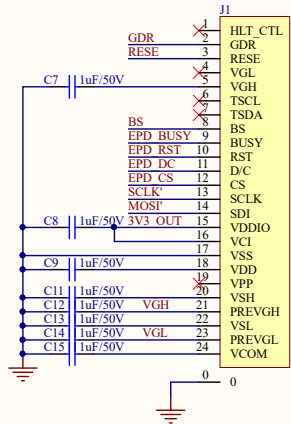 J1
1 HLT_CTL
GDR 2 GDR
RESE 3 RESE
4 VGL
C7 1uF/50V 5 VGH
6 TSCL
7 TSDA
BS 8 BS
EPD_BUSY 9 BUSY
EPD_RST 10 RST
EPD_DC 11 D/C
EPD_CS 12 CS
SCLK' 13 SCLK
MOSI' 14 SDI
C8 1uF/50V 3V3_OUT 15 VDDIO
16 VCI
17 VSS
C9 1uF/50V 18 VDD
19 VPP
C11 1uF/50V 20 VSH
C12 1uF/50V VGH 21 PREVGH
C13 1uF/50V 22 VSL
C14 1uF/50V VGL 23 PREVGL
C15 1uF/50V 24 VCOM
0 0